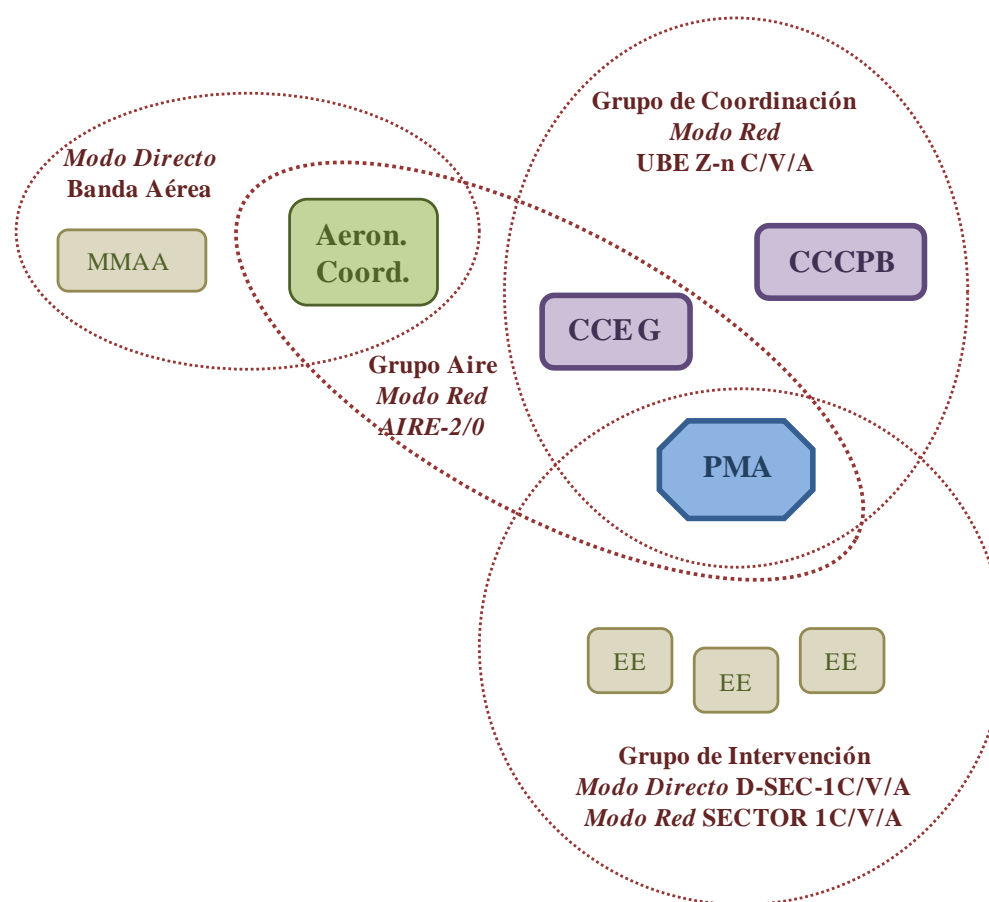 Grupo de Coordinación
Modo Red
UBE Z-n C/V/A
Modo Directo
Banda Aérea
MMAA
Aeron.
Coord.
CCCPB
CCE G
Grupo Aire
Modo Red
AIRE-2/0
PMA
EE
EE
EE
Grupo de Intervención
Modo Directo D-SEC-1C/V/A
Modo Red SECTOR 1C/V/A